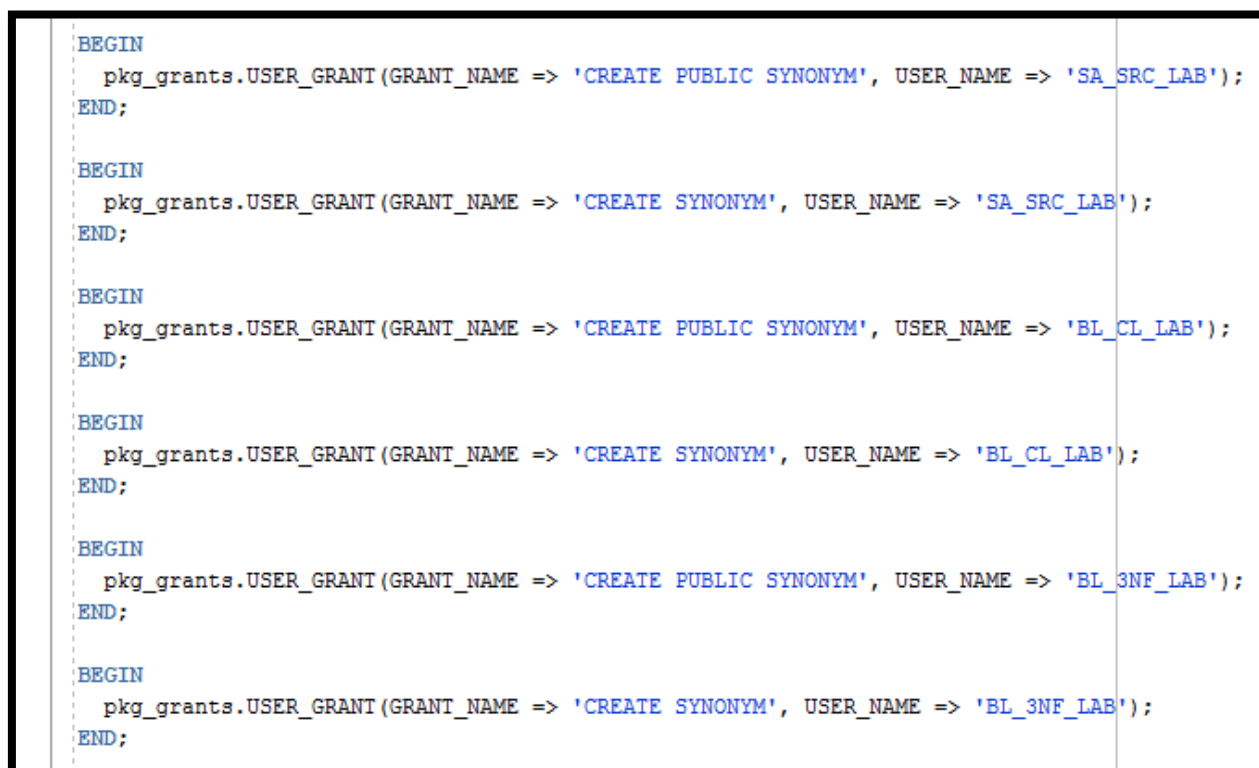 BEGIN
pkg_grants.USER_GRANT(GRANT_NAME => 'CREATE PUBLIC SYNONYM', USER_NAME => 'SA_SRC_LAB');
END;
BEGIN
pkg_grants.USER_GRANT(GRANT_NAME => 'CREATE SYNONYM', USER_NAME => 'SA_SRC_LAB');
END;
BEGIN
pkg_grants.USER_GRANT(GRANT_NAME => 'CREATE PUBLIC SYNONYM', USER_NAME => 'BL_CL_LAB');
END;
BEGIN
pkg_grants.USER_GRANT(GRANT_NAME => 'CREATE SYNONYM', USER_NAME => 'BL_CL_LAB');
END;
BEGIN
pkg_grants.USER_GRANT(GRANT_NAME => 'CREATE PUBLIC SYNONYM', USER_NAME => 'BL_3NF_LAB');
END;
BEGIN
pkg_grants.USER_GRANT(GRANT_NAME => 'CREATE SYNONYM', USER_NAME => 'BL_3NF_LAB');
END;